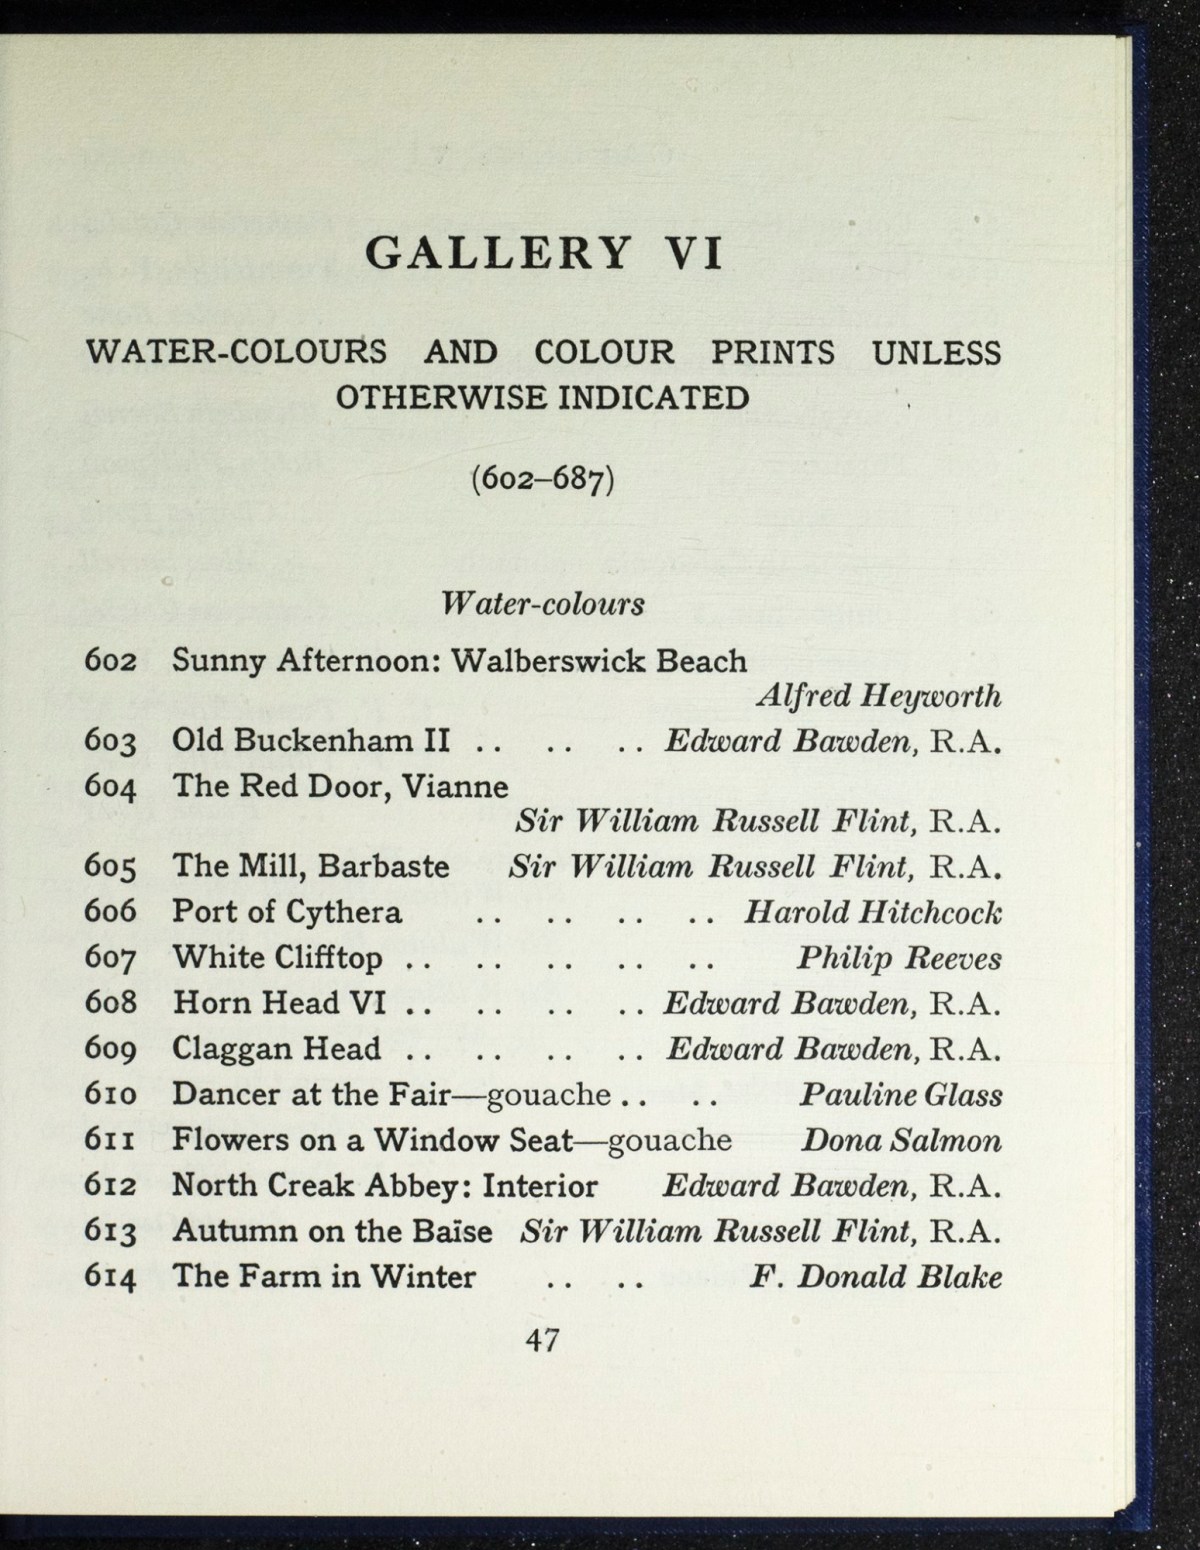 GALLERY VI
WATER-COLOURS AND COLOUR PRINTS UNLESS
OTHERWISE INDICATED
(602–687)
Water-colours
602 Sunny Afternoon: Walberswick Beach
Alfred Heyworth
603 Old Buckenham II .. .. .. Edward Bawden, R.A.
604 The Red Door, Vianne
Sir William Russell Flint, R.A.
605 The Mill, Barbaste Sir William Russell Flint, R.A.
606 Port of Cythera .. .. .. .. Harold Hitchcock
607 White Clifftop .. .. .. .. .. Philip Reeves
608 Horn Head VI .. .. .. .. Edward Bawden, R.A.
609 Claggan Head .. .. .. .. Edward Bawden, R.A.
610 Dancer at the Fair—gouache .. .. Pauline Glass
611 Flowers on a Window Seat—gouache Dona Salmon
612 North Creak Abbey: Interior Edward Bawden, R.A.
613 Autumn on the Baïse Sir William Russell Flint, R.A.
614 The Farm in Winter .. .. F. Donald Blake
47